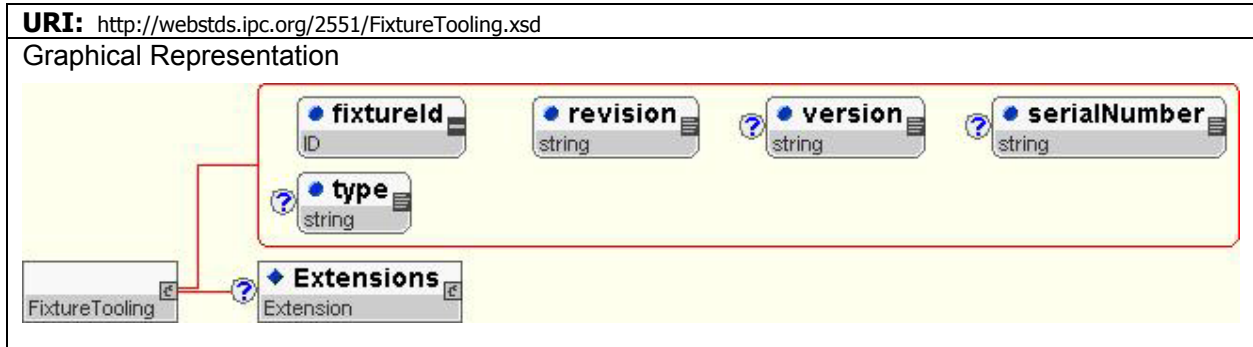 URI: http://webstds.ipc.org/2551/FixtureTooling.xsd
Graphical Representation
fixtureId revision version serialNumber
ID string ? string ? string
? type
string
? Extensions
FixtureTooling Extension